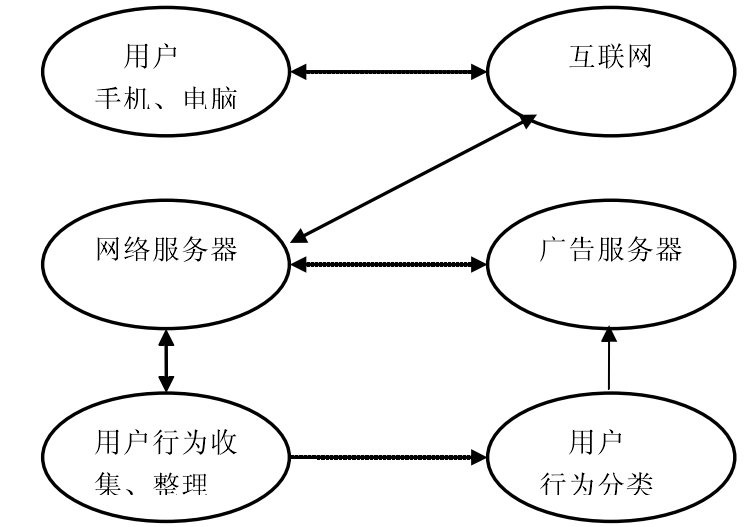 用户
手机、电脑
互联网
网络服务器
广告服务器
用户行为收
集、整理
用户
行为分类